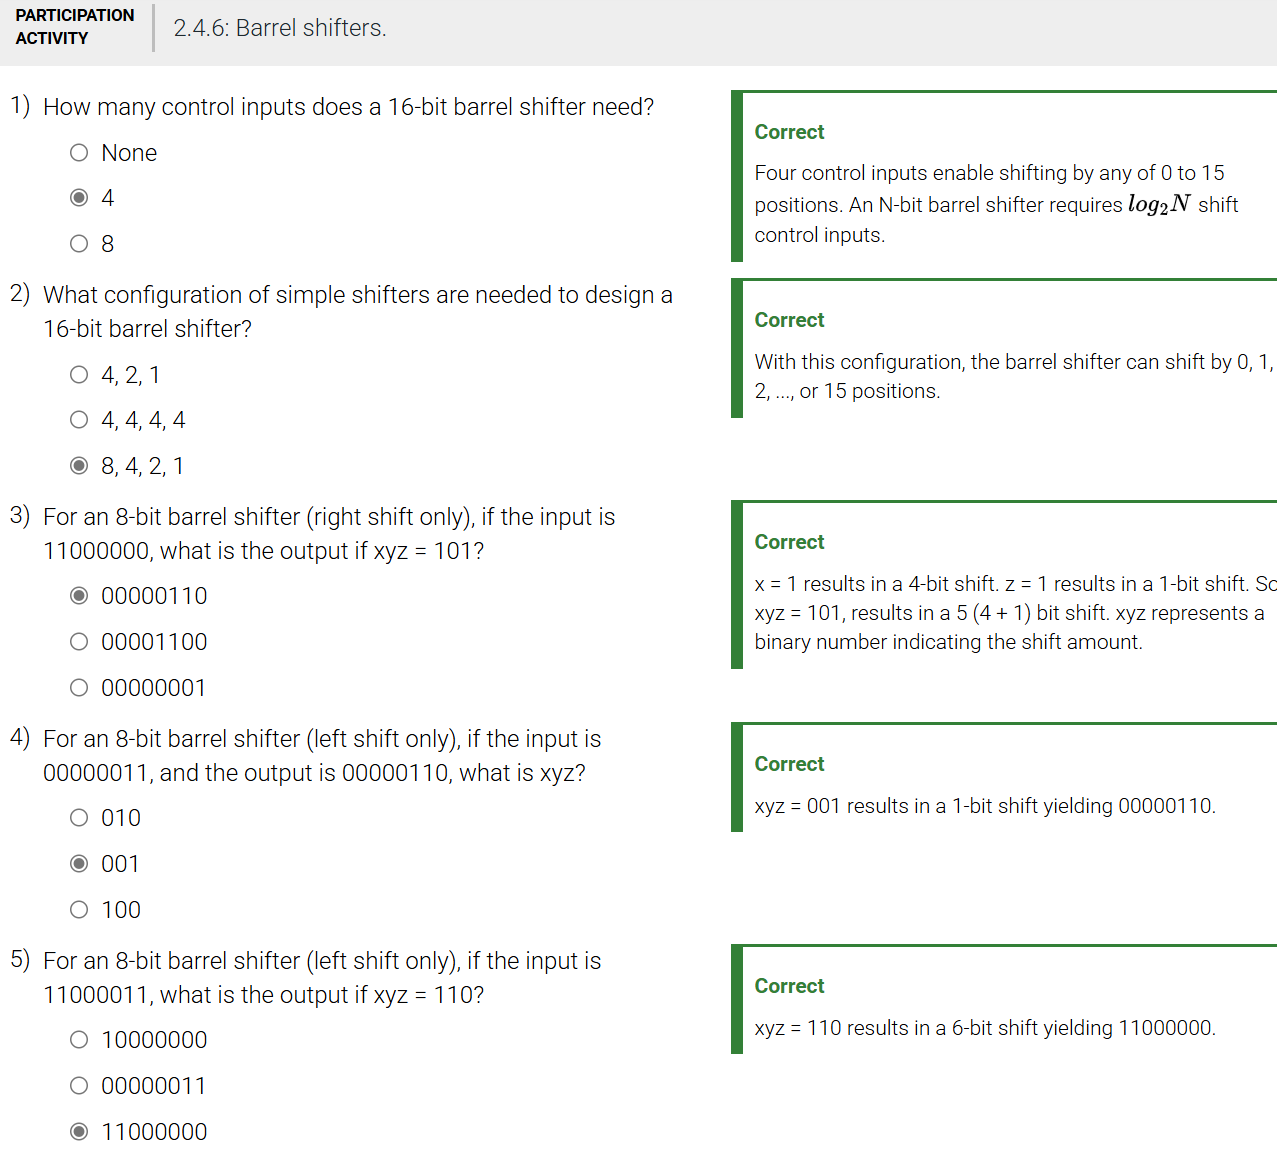 PARTICIPATION
ACTIVITY
2.4.6: Barrel shifters.
1) How many control inputs does a 16-bit barrel shifter need?
None
4
8
Correct
Four control inputs enable shifting by any of 0 to 15
positions. An N-bit barrel shifter requires log₂N shift
control inputs.
2) What configuration of simple shifters are needed to design a
16-bit barrel shifter?
4, 2, 1
4, 4, 4, 4
8, 4, 2, 1
Correct
With this configuration, the barrel shifter can shift by 0, 1,
2, ..., or 15 positions.
3) For an 8-bit barrel shifter (right shift only), if the input is
11000000, what is the output if xyz = 101?
00000110
00001100
00000001
Correct
x = 1 results in a 4-bit shift. z = 1 results in a 1-bit shift. So
xyz = 101, results in a 5 (4 + 1) bit shift. xyz represents a
binary number indicating the shift amount.
4) For an 8-bit barrel shifter (left shift only), if the input is
00000011, and the output is 00000110, what is xyz?
010
001
100
Correct
xyz = 001 results in a 1-bit shift yielding 00000110.
5) For an 8-bit barrel shifter (left shift only), if the input is
11000011, what is the output if xyz = 110?
10000000
00000011
11000000
Correct
xyz = 110 results in a 6-bit shift yielding 11000000.